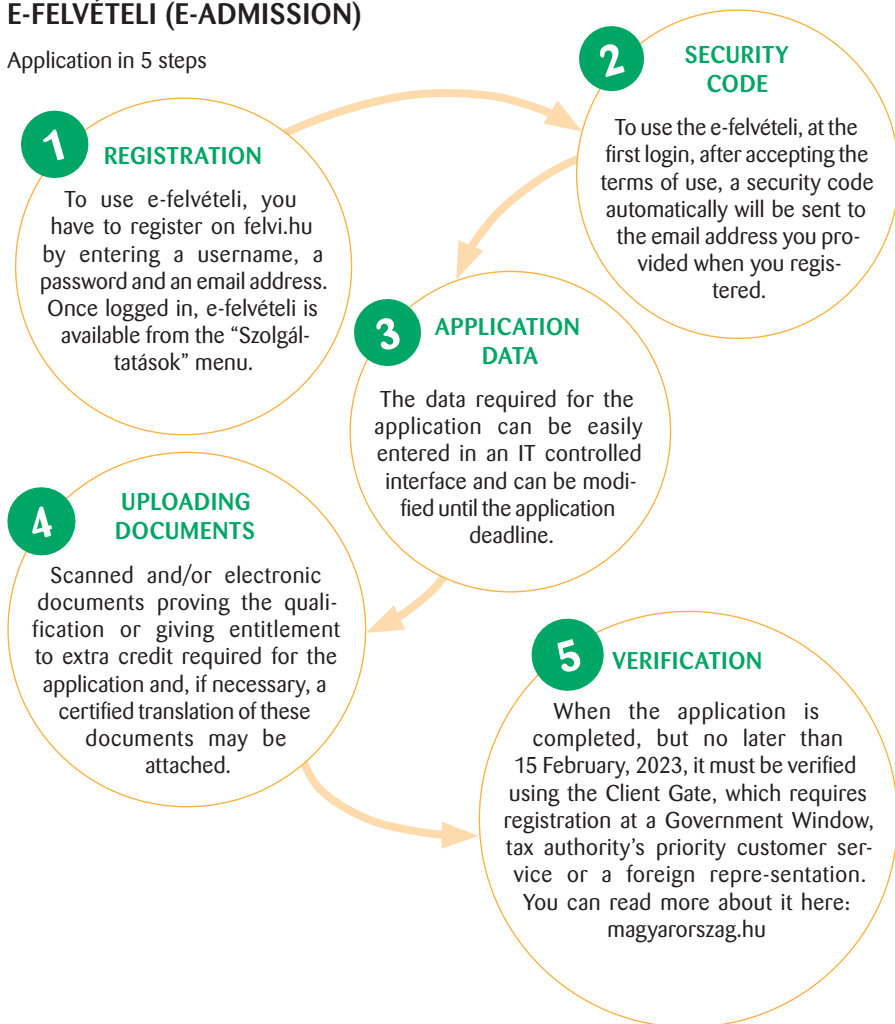 E-FELVÉTELI (E-ADMISSION)
Application in 5 steps
1
REGISTRATION
To use e-felvételi, you
have to register on felvi.hu
by entering a username, a
password and an email address.
Once logged in, e-felvételi is
available from the “Szolgál-
tatások” menu.
2
SECURITY
CODE
To use the e-felvételi, at the
first login, after accepting the
terms of use, a security code
automatically will be sent to
the email address you pro-
vided when you regis-
tered.
3
APPLICATION
DATA
The data required for the
application can be easily
entered in an IT controlled
interface and can be modi-
fied until the application
deadline.
4
UPLOADING
DOCUMENTS
Scanned and/or electronic
documents proving the quali-
fication or giving entitlement
to extra credit required for the
application and, if necessary, a
certified translation of these
documents may be
attached.
5
VERIFICATION
When the application is
completed, but no later than
15 February, 2023, it must be verified
using the Client Gate, which requires
registration at a Government Window,
tax authority’s priority customer ser-
vice or a foreign repre-sentation.
You can read more about it here:
magyarorszag.hu